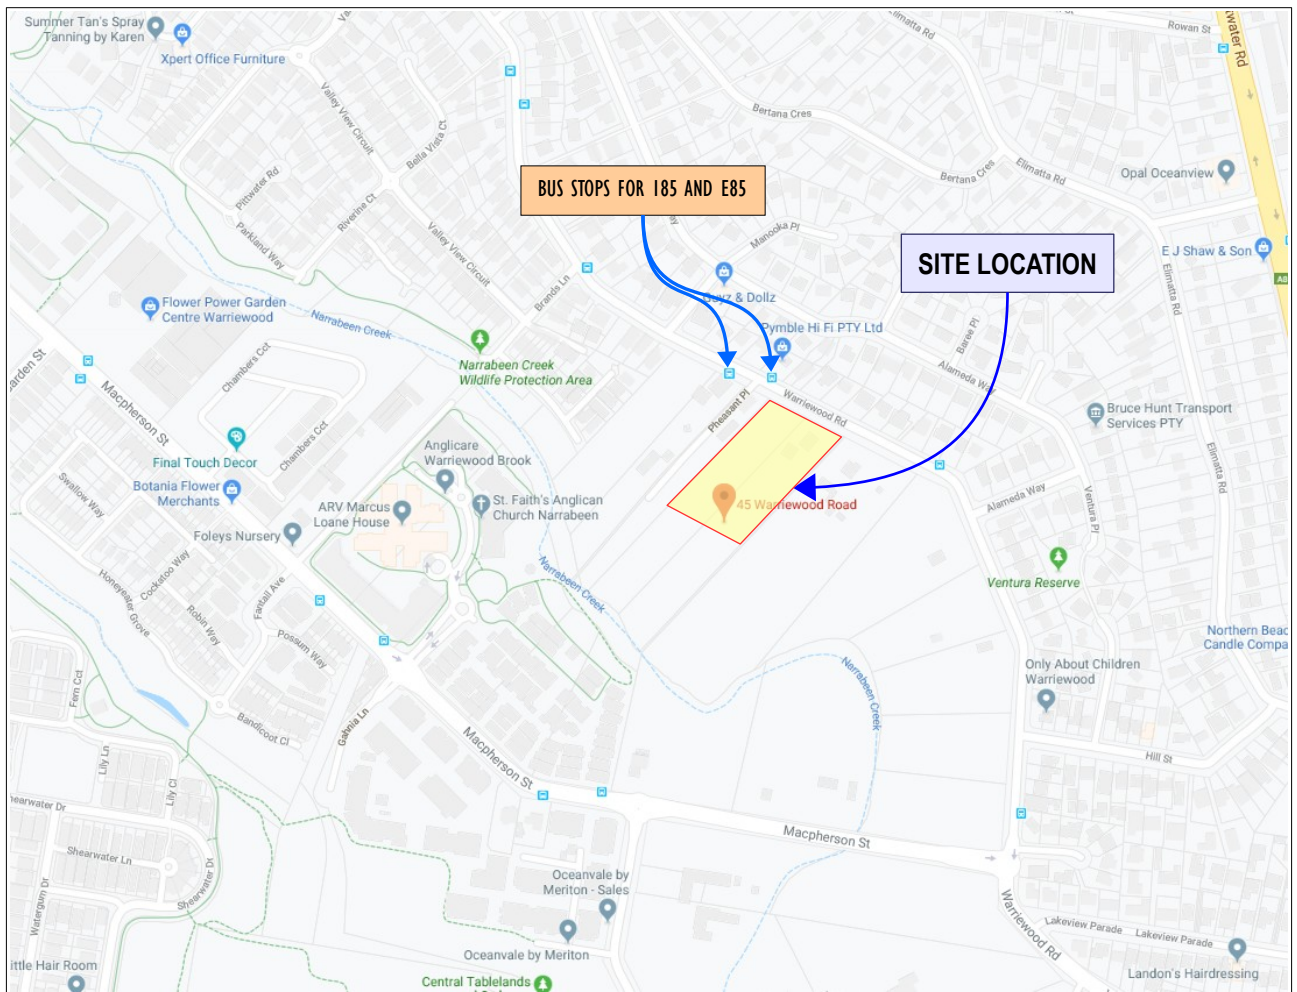 Summer Tan's Spray
Tanning by Karen
Xpert Office Furniture
Elimatta Rd
Rowan St
Bertana Cres
Valley View Circuit
Bella Vista Ct
BUS STOPS FOR 185 AND E85
Bertana Cres
Elimatta Rd
Opal Oceanview
Pittwater Rd
Riverine Ct
Parkland Way
Valley View Circuit
Manooka Pl
SITE LOCATION
E J Shaw & Son
Elimatta Rd
Brands Ln
Flower Power Garden
Centre Warriewood
Narrabeen Creek
Pymble Hi Fi PTY Ltd
Baree Pl
Narrabeen Creek
Wildlife Protection Area
Chambers Cct
Macpherson St
Alameda Way
Pheasant Pl
Warriewood Rd
Bruce Hunt Transport
Services PTY
Chambers Cct
Final Touch Decor
Anglicare
Warriewood Brook
Elimatta Rd
Swallow Way
Botania Flower
Merchants
ARV Marcus
Loane House
St. Faith's Anglican
Church Narrabeen
45 Warriewood Road
Alameda Way
Ventura Pl
Foleys Nursery
Honeyeater Grove
Cockatoo Way
Fantail Ave
Narrabeen Creek
Ventura Reserve
Robin Way
Possum Way
Northern Beac
Candle Compa
Only About Children
Warriewood
Narrabeen
Creek
Fern Cct
Bandicoot Cl
Gahnia Ln
Macpherson St
Hill St
Lily Ln
Lily Cl
hearwater Dr
Macpherson St
Shearwater Ln
Shearwater Dr
Watergum Dr
Oceanvale by
Meriton - Sales
Warriewood Rd
Lakeview Parade
Lakeview Parade
Oceanvale by Meriton
ittle Hair Room
Central Tablelands
Landon's Hairdressing